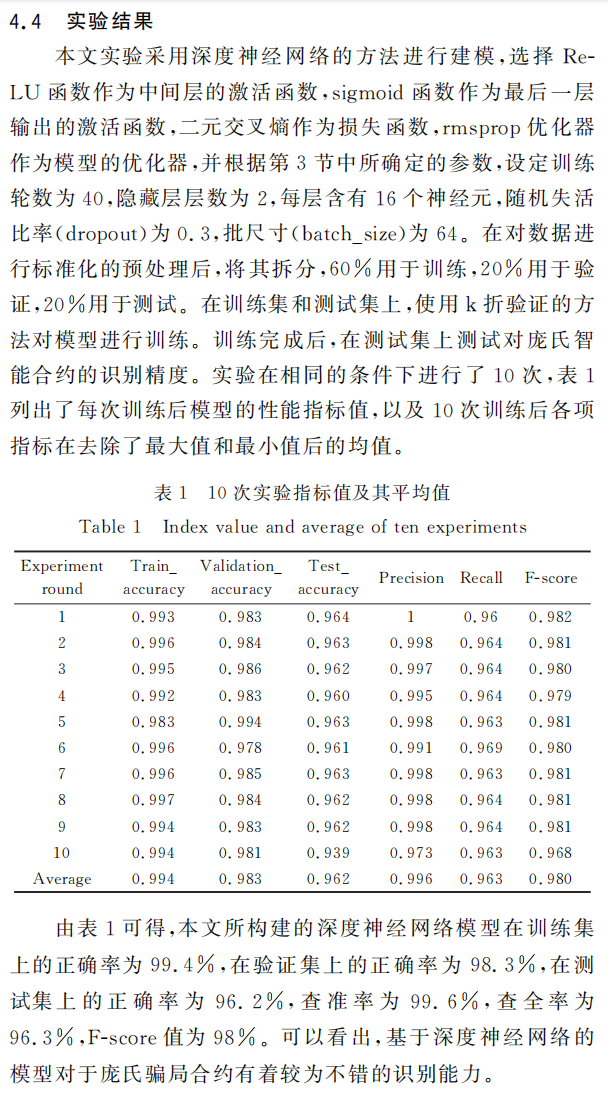 4.4 实验结果
本文实验采用深度神经网络的方法进行建模,选择 Re-
LU 函数作为中间层的激活函数,sigmoid 函数作为最后一层
输出的激活函数,二元交叉熵作为损失函数,rmsprop 优化器
作为模型的优化器,并根据第 3 节中所确定的参数,设定训练
轮数为 40,隐藏层层数为 2,每层含有 16 个神经元,随机失活
比率(dropout)为 0.3,批尺寸(batch_size)为 64。在对数据进
行标准化的预处理后,将其拆分,60%用于训练,20%用于验
证,20%用于测试。在训练集和测试集上,使用 k 折验证的方
法对模型进行训练。训练完成后,在测试集上测试对庞氏智
能合约的识别精度。实验在相同的条件下进行了 10 次,表 1
列出了每次训练后模型的性能指标值,以及 10 次训练后各项
指标在去除了最大值和最小值后的均值。
表 1 10 次实验指标值及其平均值
Table 1 Index value and average of ten experiments
Experiment Train_ Validation_ Test_ Precision Recall F-score
round accuracy accuracy accuracy
1 0.993 0.983 0.964 1 0.96 0.982
2 0.996 0.984 0.963 0.998 0.964 0.981
3 0.995 0.986 0.962 0.997 0.964 0.980
4 0.992 0.983 0.960 0.995 0.964 0.979
5 0.983 0.994 0.963 0.998 0.963 0.981
6 0.996 0.978 0.961 0.991 0.969 0.980
7 0.996 0.985 0.963 0.998 0.963 0.981
8 0.997 0.984 0.962 0.998 0.964 0.981
9 0.994 0.983 0.962 0.998 0.964 0.981
10 0.994 0.981 0.939 0.973 0.963 0.968
Average 0.994 0.983 0.962 0.996 0.963 0.980
由表 1 可得,本文所构建的深度神经网络模型在训练集
上的正确率为 99.4%,在验证集上的正确率为 98.3%,在测
试集上的正确率为 96.2%,查准率为 99.6%,查全率为
96.3%,F-score 值为 98%。可以看出,基于深度神经网络的
模型对于庞氏骗局合约有着较为不错的识别能力。